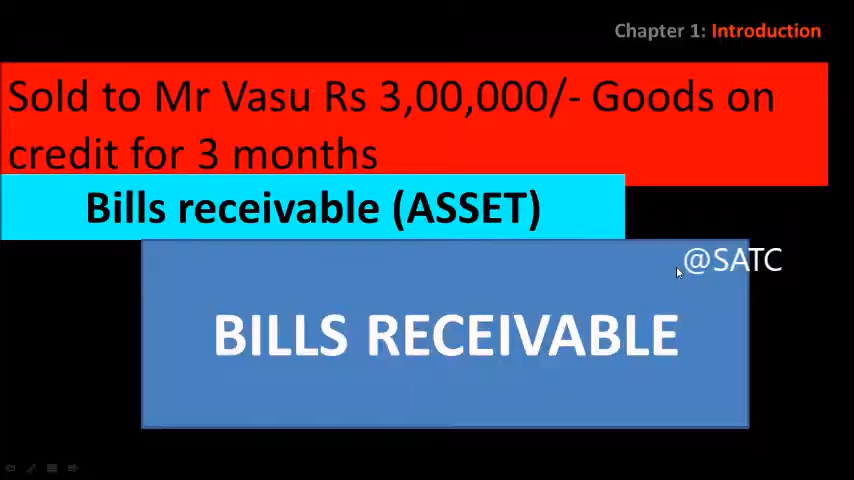 Chapter 1: Introduction
Sold to Mr Vasu Rs 3,00,000/- Goods on
credit for 3 months
Bills receivable (ASSET)
@SATC
BILLS RECEIVABLE